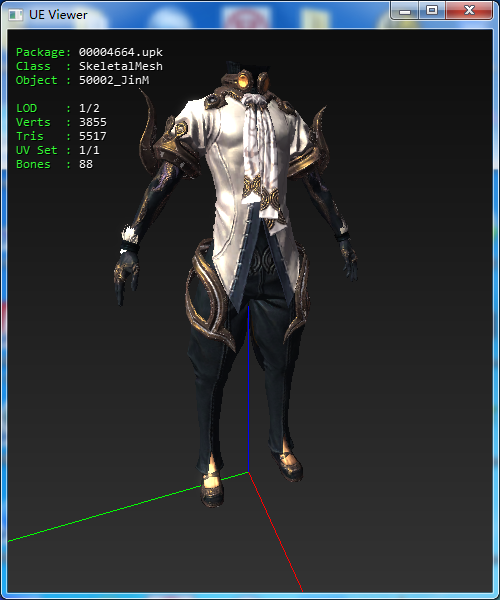 UE Viewer
Package: 00004664.upk
Class : SkeletalMesh
Object : 50002_JinM
LOD : 1/2
Verts : 3855
Tris : 5517
UV Set : 1/1
Bones : 88